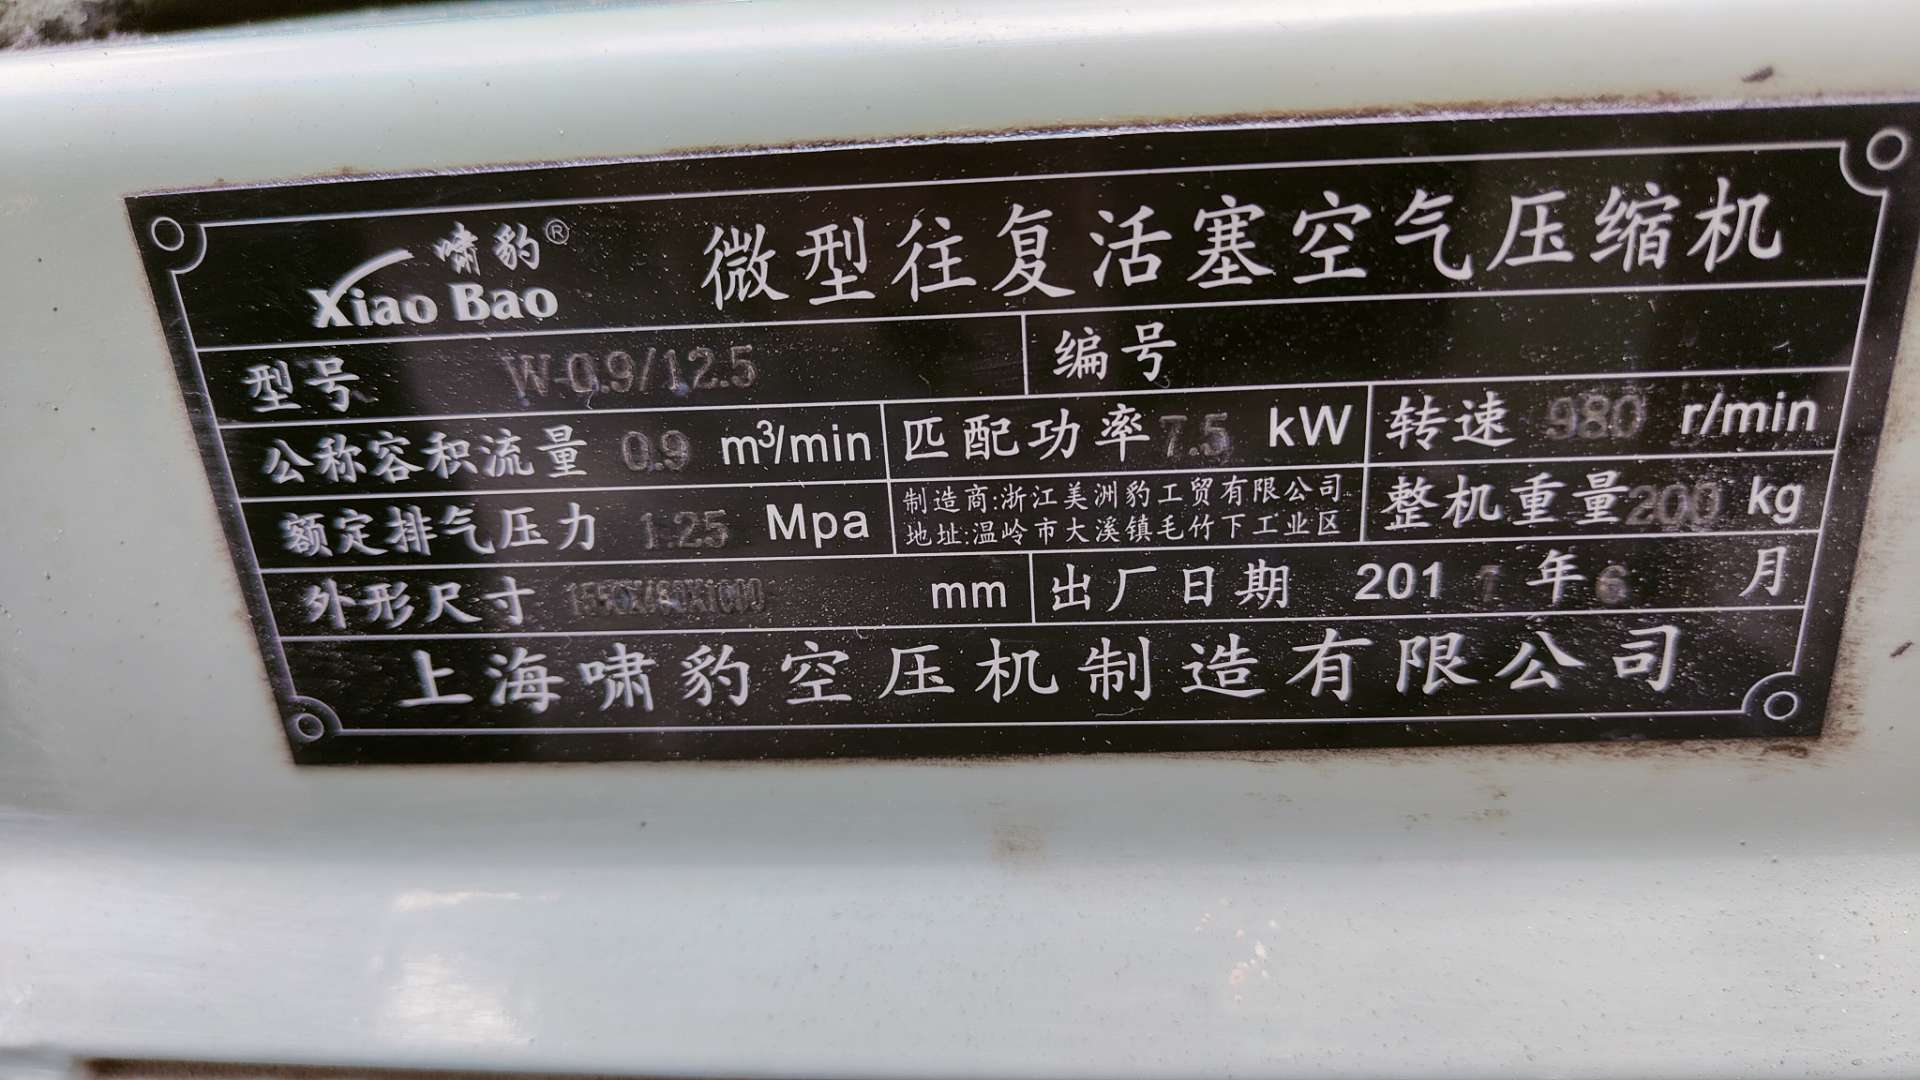 啸豹®
Xiao Bao
微型往复活塞空气压缩机
型号 W-0.9/12.5 编号
公称容积流量 0.9 m³/min 匹配功率 7.5 kW 转速 980 r/min
额定排气压力 1.25 Mpa 制造商:浙江美洲豹工贸有限公司 整机重量 200 kg
地址:温岭市大溪镇毛竹下工业区
外形尺寸 mm 出厂日期 2017年6月
上海啸豹空压机制造有限公司